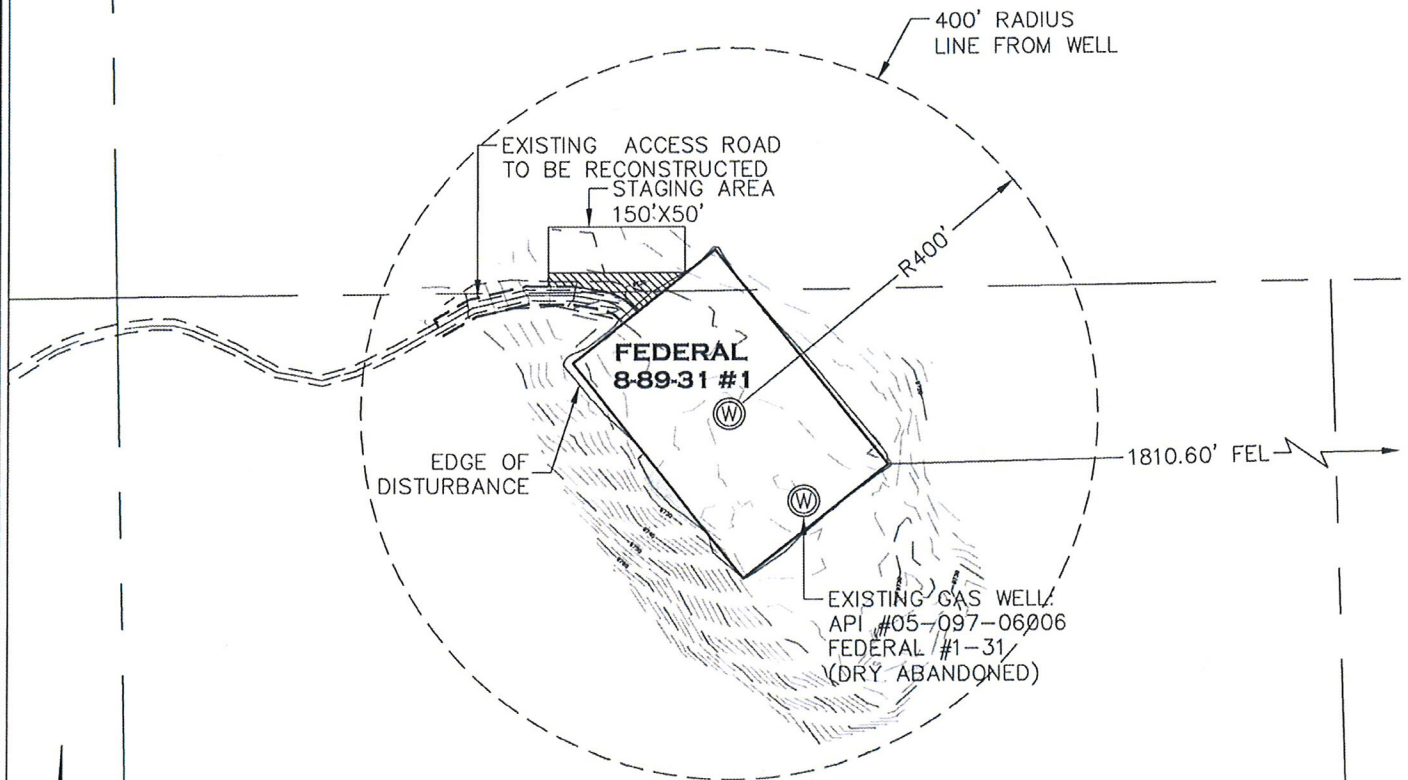 400' RADIUS
LINE FROM WELL
EXISTING ACCESS ROAD
TO BE RECONSTRUCTED
STAGING AREA
150'X50'
R400'
FEDERAL
8-89-31 #1
W
1810.60' FEL
EDGE OF
DISTURBANCE
W
EXISTING GAS WELL:
API #05-097-06006
FEDERAL #1-31
(DRY ABANDONED)